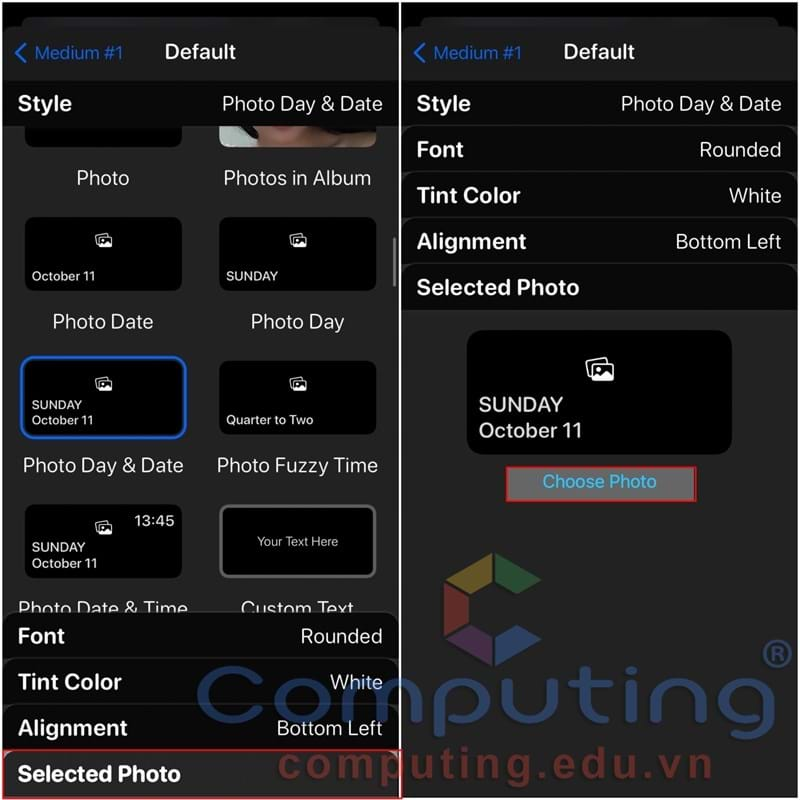 Medium #1 Default
Style Photo Day & Date
Photo Photos in Album
October 11 SUNDAY
Photo Date Photo Day
SUNDAY
October 11 Quarter to Two
Photo Day & Date Photo Fuzzy Time
13:45
SUNDAY
October 11 Your Text Here
Photo Date & Time Custom Text
Font Rounded
Tint Color White
Alignment Bottom Left
Selected Photo
Medium #1 Default
Style Photo Day & Date
Font Rounded
Tint Color White
Alignment Bottom Left
Selected Photo
SUNDAY
October 11
Choose Photo
Computing®
computing.edu.vn